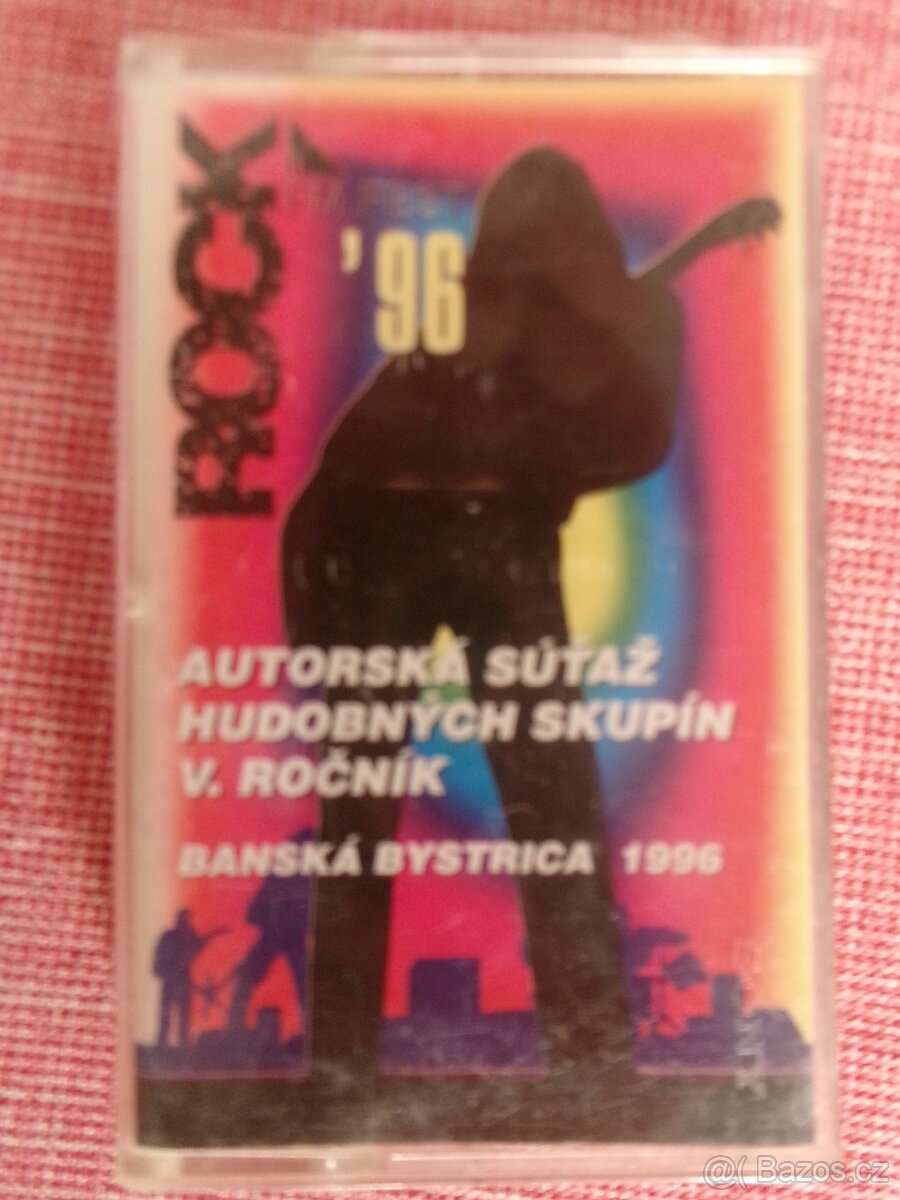 ROCK
'96
AUTORSKÁ SÚŤAŽ
HUDOBNÝCH SKUPÍN
V. ROČNÍK
BANSKÁ BYSTRICA 1996
@( Bazos.cz